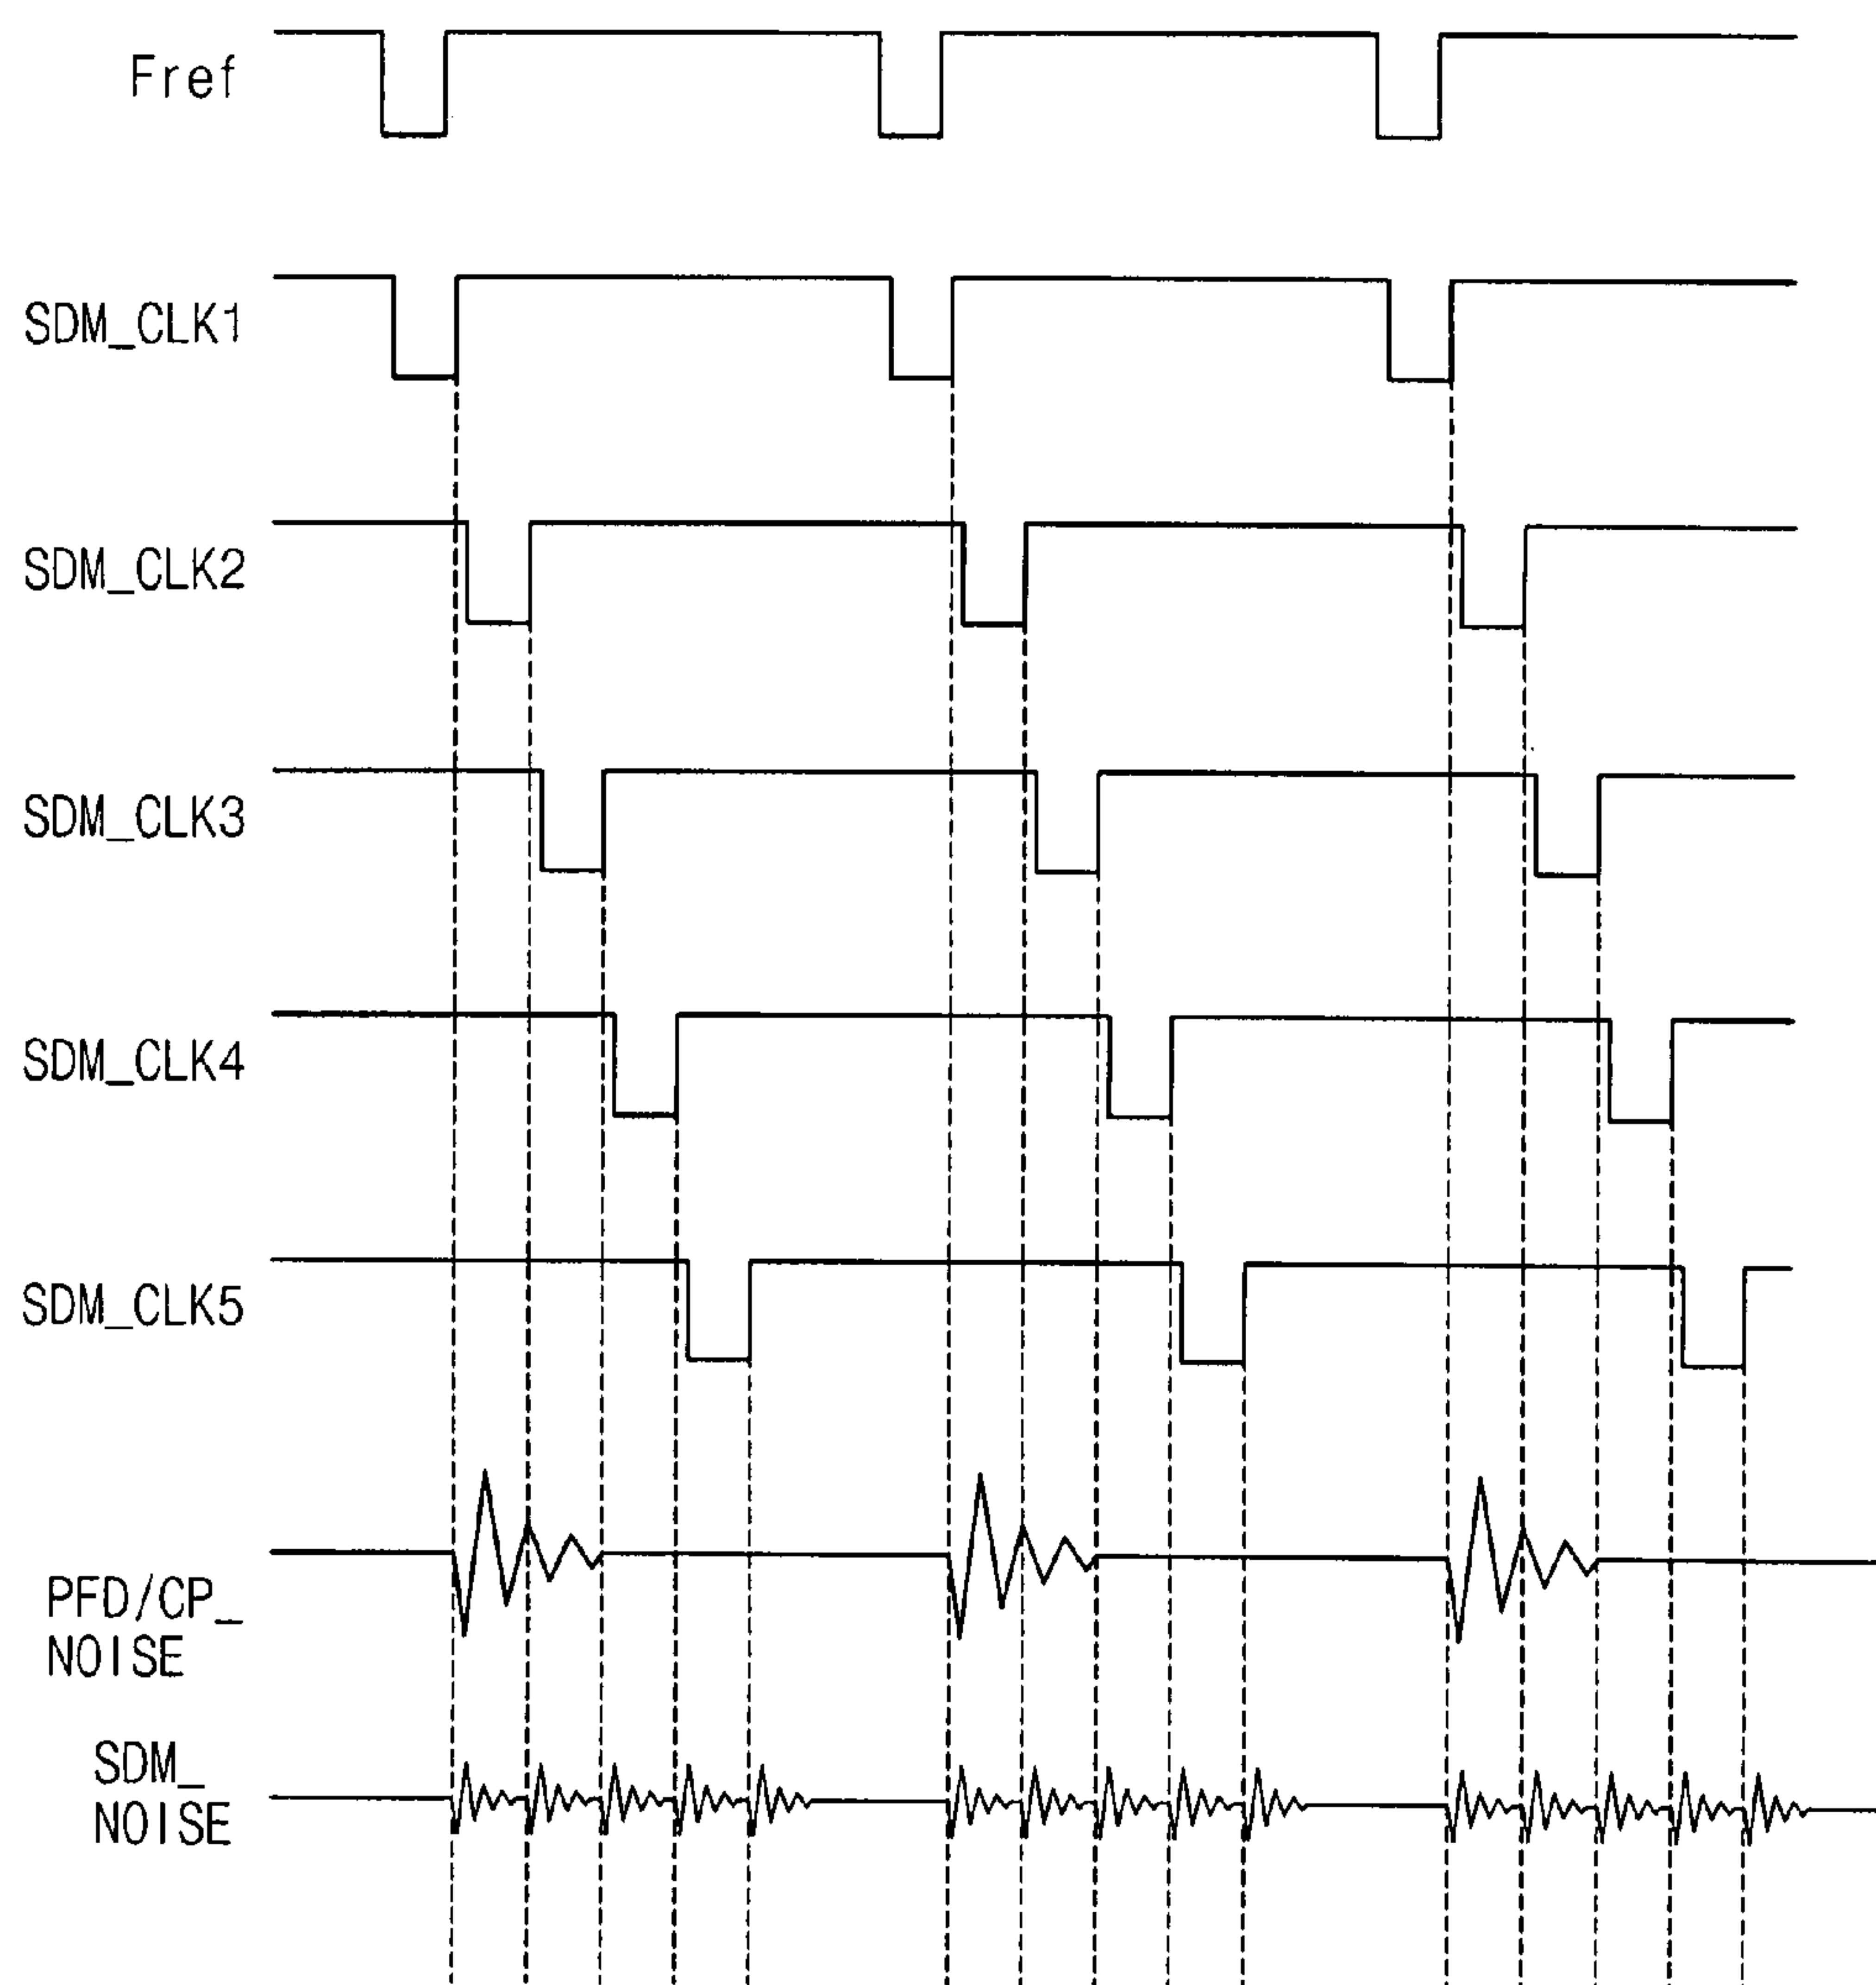 Fref
SDM_CLK1
SDM_CLK2
SDM_CLK3
SDM_CLK4
SDM_CLK5
PFD/CP_
NOISE
SDM_
NOISE